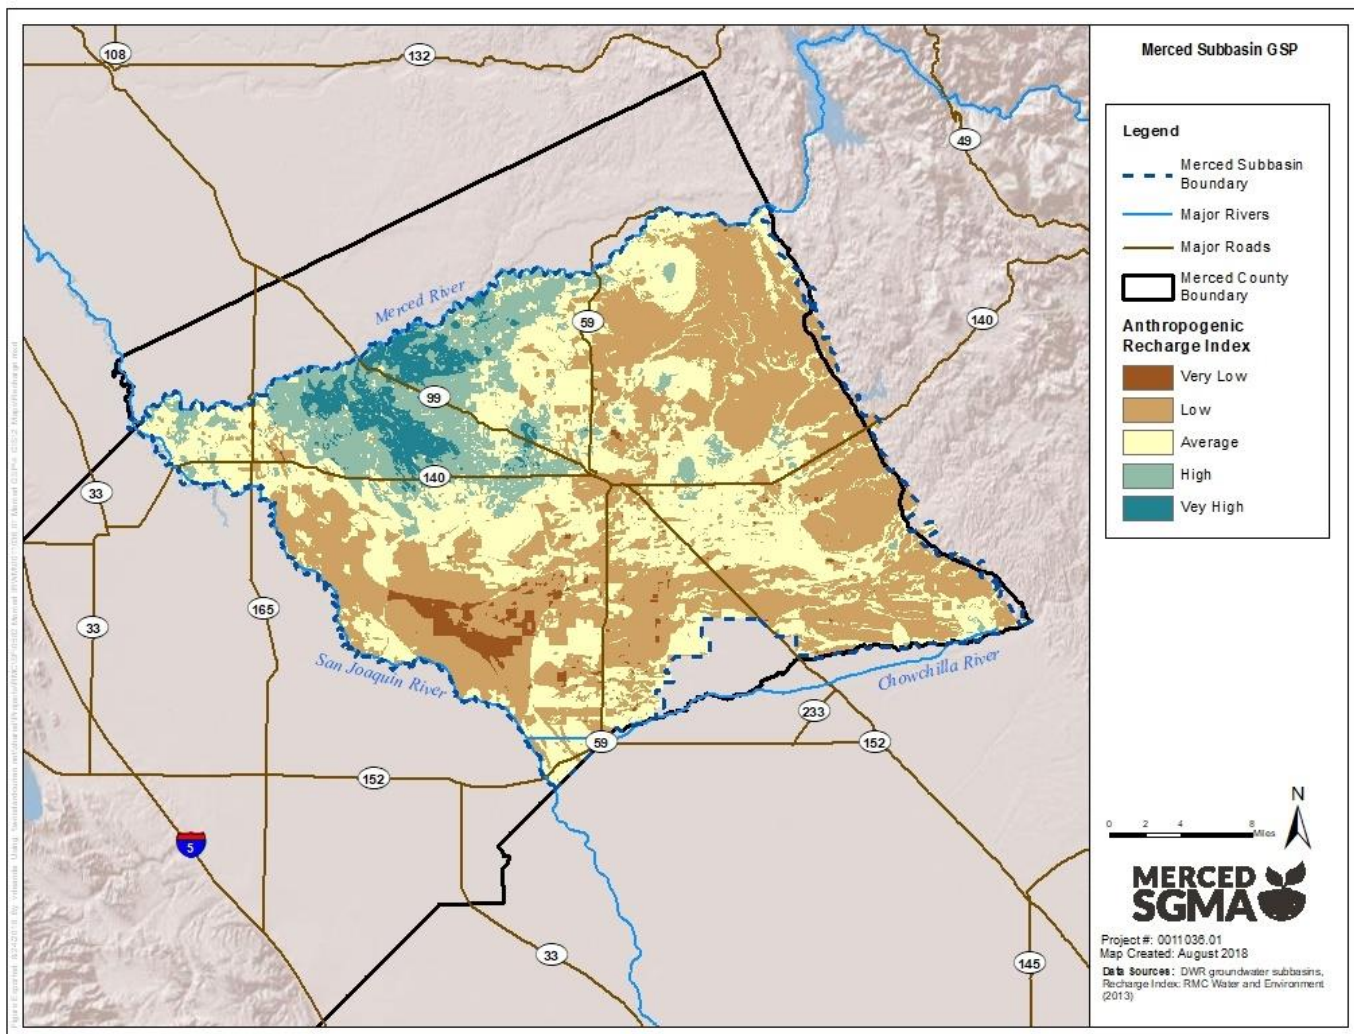 108
132
49
Merced River
59
140
99
140
33
165
33
San Joaquin River
Chowchilla River
233
59
152
152
5
33
145
Merced Subbasin GSP
Legend
Merced Subbasin
Boundary
Major Rivers
Major Roads
Merced County
Boundary
Anthropogenic
Recharge Index
Very Low
Low
Average
High
Vey High
N
0 2 4 8
Miles
MERCED
SGMA
Project #: 0011036.01
Map Created: August 2018
Data Sources: DWR groundwater subbasins,
Recharge Index: RMC Water and Environment
(2013)